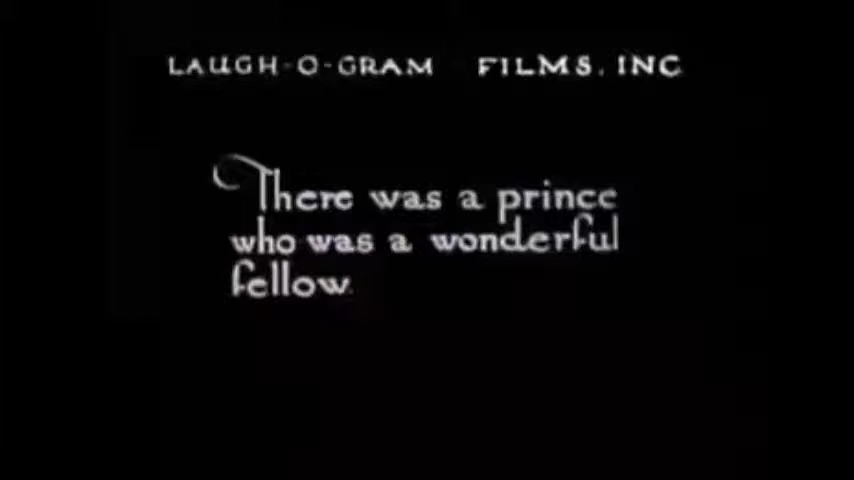 LAUGH-O-GRAM FILMS, INC
There was a prince
who was a wonderful
fellow.